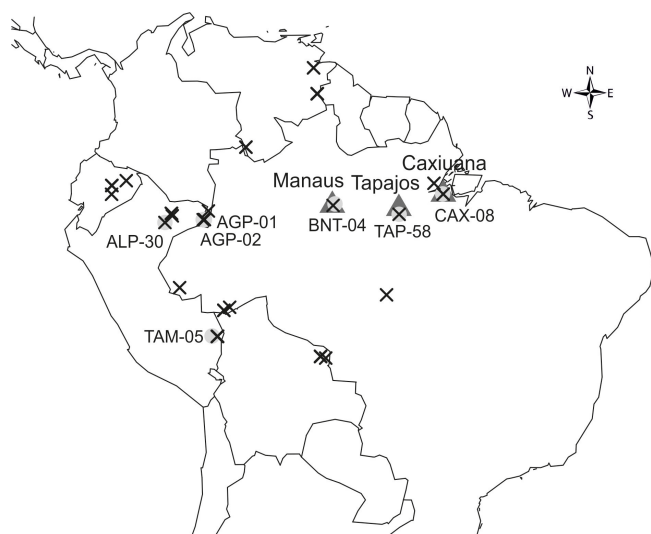 N
W E
S
Caxiuana
Manaus Tapajos
AGP-01
BNT-04
CAX-08
TAP-58
ALP-30
AGP-02
TAM-05